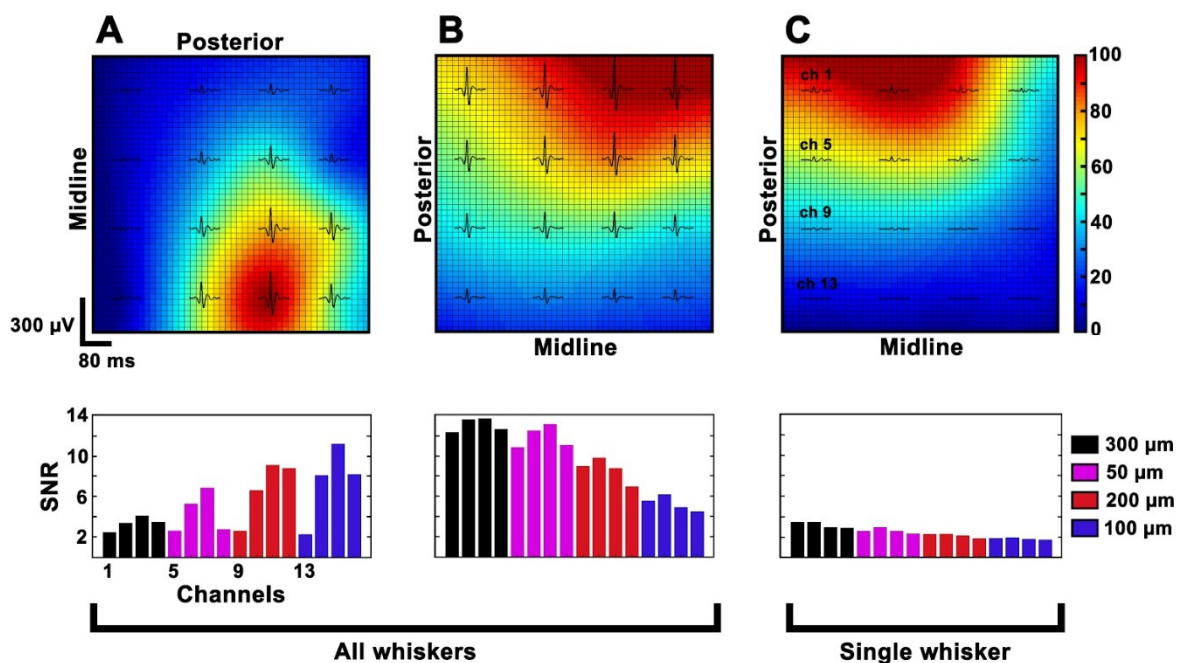 A
B
C
Posterior
Midline
300 µV
80 ms
Posterior
Midline
Posterior
Midline
ch 1
ch 5
ch 9
ch 13
100
80
60
40
20
0
SNR
14
10
6
2
1
5
9
13
Channels
300 µm
50 µm
200 µm
100 µm
All whiskers
Single whisker